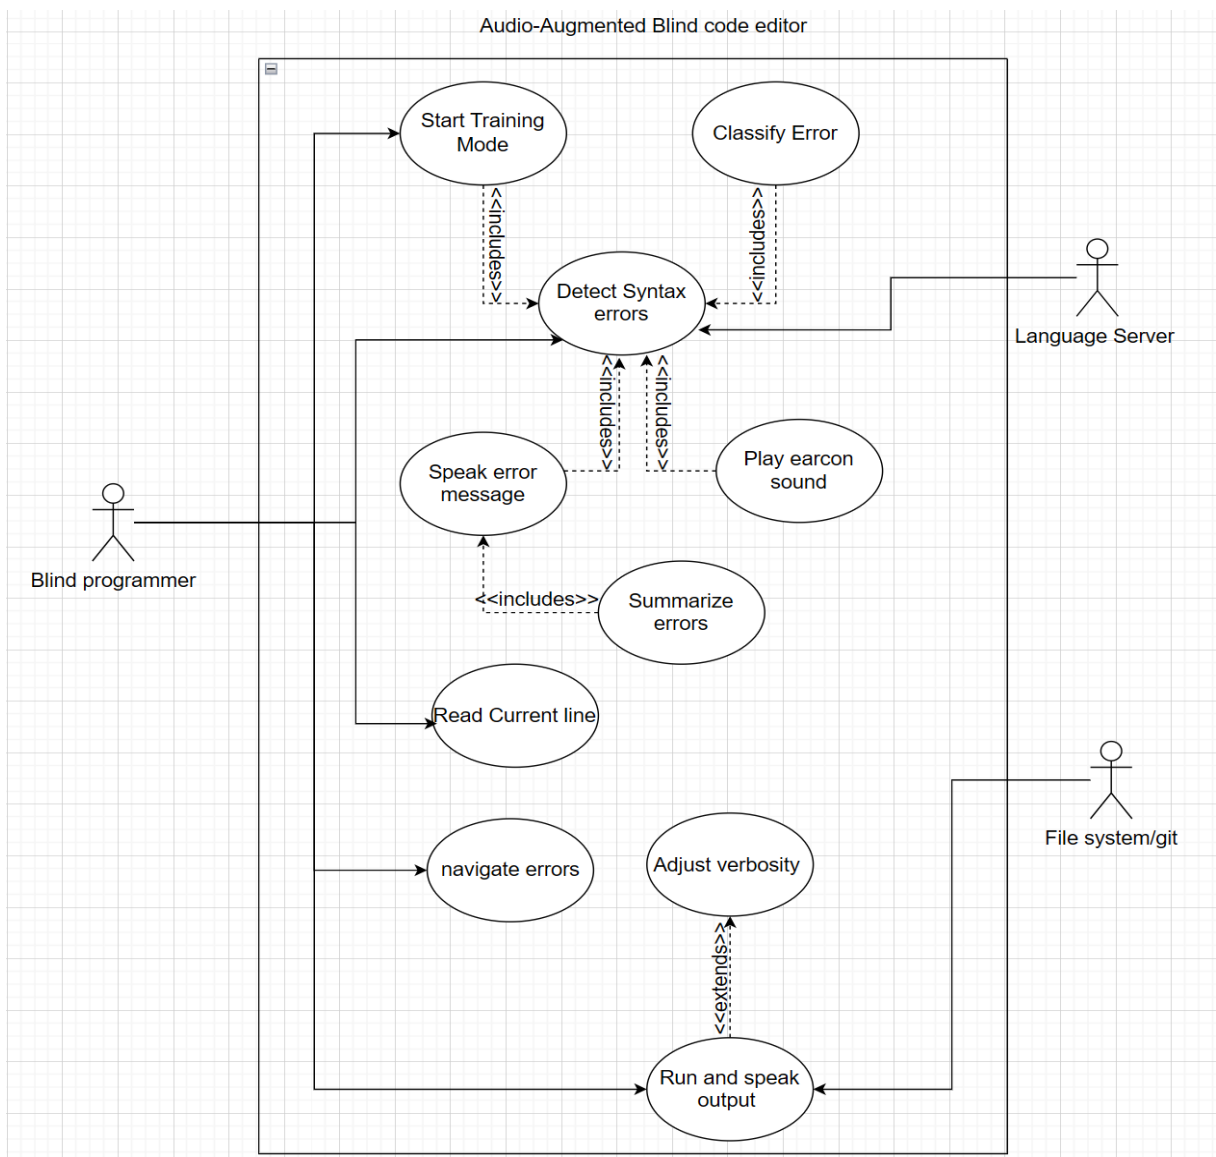 Audio-Augmented Blind code editor
Start Training
Mode
Classify Error
<<includes>>
<<includes>>
Detect Syntax
errors
Language Server
<<includes>>
<<includes>>
Speak error
message
Play earcon
sound
Blind programmer
<<includes>>
Summarize
errors
Read Current line
File system/git
navigate errors
Adjust verbosity
<<extends>>
Run and speak
output